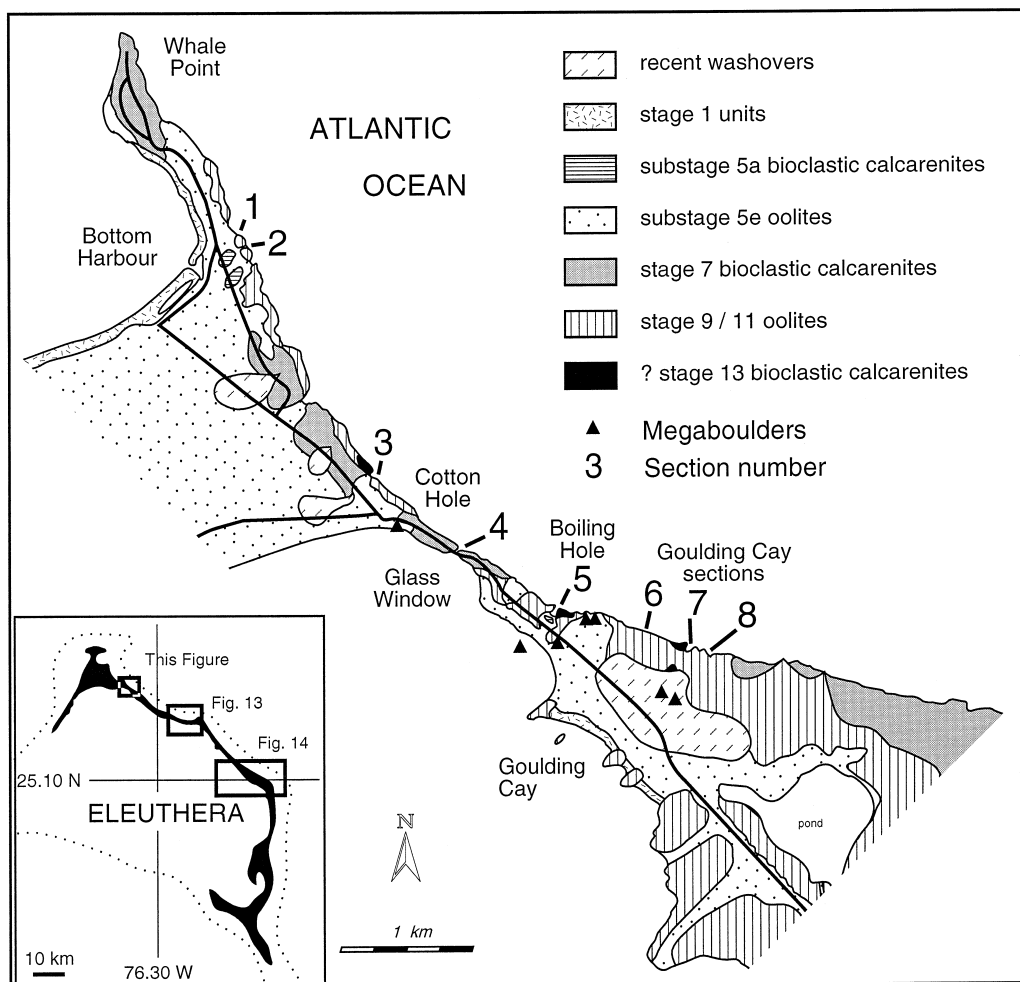 Whale
Point
ATLANTIC
OCEAN
recent washovers
stage 1 units
substage 5a bioclastic calcarenites
substage 5e oolites
stage 7 bioclastic calcarenites
stage 9 / 11 oolites
? stage 13 bioclastic calcarenites
Megaboulders
3 Section number
1
2
Bottom
Harbour
3
Cotton
Hole
4
Glass
Window
Boiling
Hole
5
Goulding Cay
sections
6
7
8
Goulding
Cay
pond
This Figure
Fig. 13
Fig. 14
25.10 N
ELEUTHERA
10 km
76.30 W
N
1 km